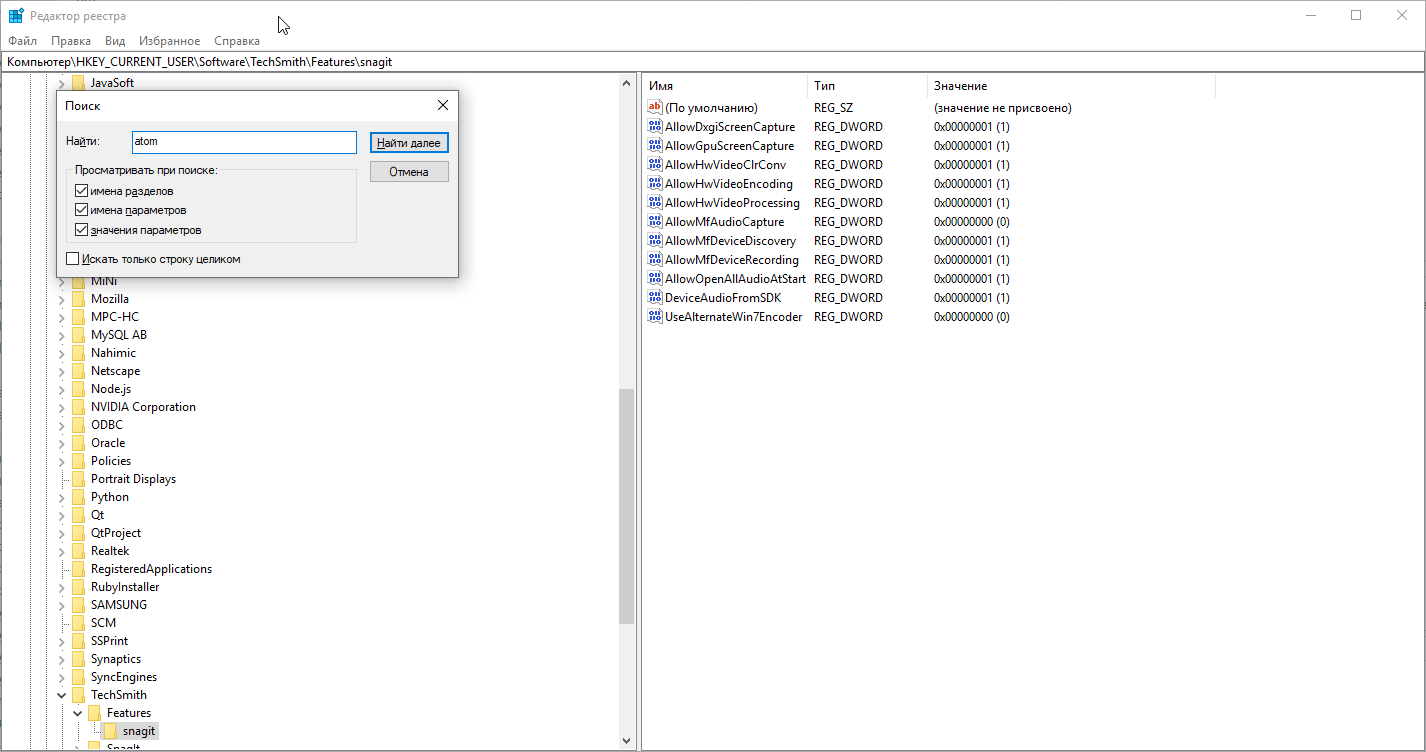 Редактор реестра
Файл Правка Вид Избранное Справка
Компьютер\HKEY_CURRENT_USER\Software\TechSmith\Features\snagit
JavaSoft
Поиск
Найти: atom Найти далее
Отмена
Просматривать при поиске:
имена разделов
имена параметров
значения параметров
Искать только строку целиком
MiNi
Mozilla
MPC-HC
MySQL AB
Nahimic
Netscape
Node.js
NVIDIA Corporation
ODBC
Oracle
Policies
Portrait Displays
Python
Qt
QtProject
Realtek
RegisteredApplications
RubyInstaller
SAMSUNG
SCM
SSPrint
Synaptics
SyncEngines
TechSmith
Features
snagit
SnagIt
Имя Тип Значение
(По умолчанию) REG_SZ (значение не присвоено)
AllowDxgiScreenCapture REG_DWORD 0x00000001 (1)
AllowGpuScreenCapture REG_DWORD 0x00000001 (1)
AllowHwVideoClrConv REG_DWORD 0x00000001 (1)
AllowHwVideoEncoding REG_DWORD 0x00000001 (1)
AllowHwVideoProcessing REG_DWORD 0x00000001 (1)
AllowMfAudioCapture REG_DWORD 0x00000000 (0)
AllowMfDeviceDiscovery REG_DWORD 0x00000001 (1)
AllowMfDeviceRecording REG_DWORD 0x00000001 (1)
AllowOpenAllAudioAtStart REG_DWORD 0x00000001 (1)
DeviceAudioFromSDK REG_DWORD 0x00000001 (1)
UseAlternateWin7Encoder REG_DWORD 0x00000000 (0)